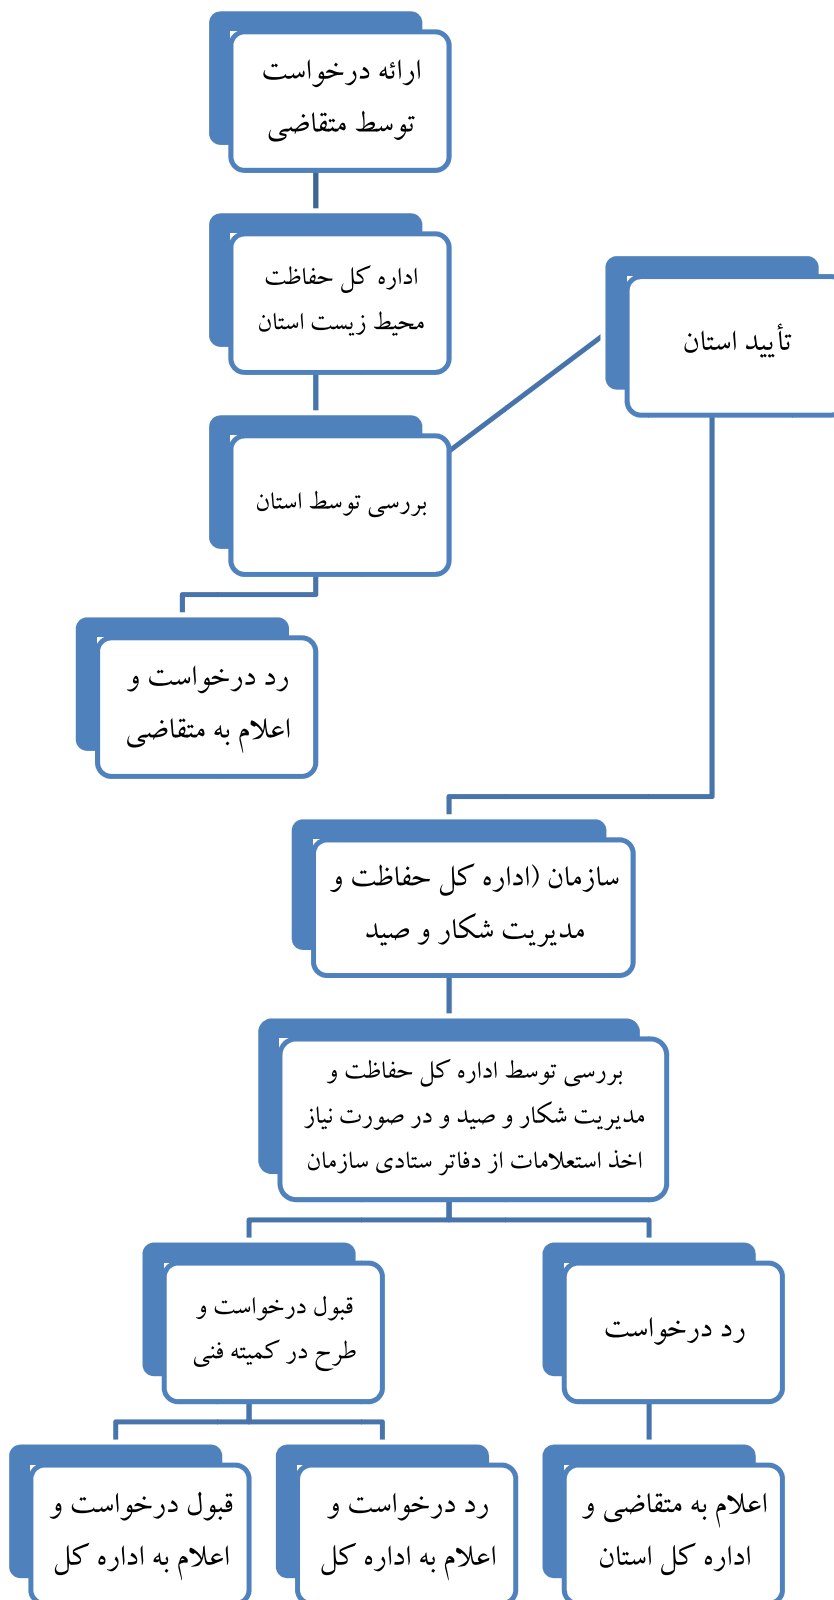 ارائه درخواست
توسط متقاضی
اداره کل حفاظت
محیط زیست استان
تأیید استان
بررسی توسط استان
رد درخواست و
اعلام به متقاضی
سازمان (اداره کل حفاظت و
مدیریت شکار و صید
بررسی توسط اداره کل حفاظت و
مدیریت شکار و صید و در صورت نیاز
اخذ استعلامات از دفاتر ستادی سازمان
رد درخواست
قبول درخواست و
طرح در کمیته فنی
اعلام به متقاضی و
اداره کل استان
رد درخواست و
اعلام به اداره کل
قبول درخواست و
اعلام به اداره کل